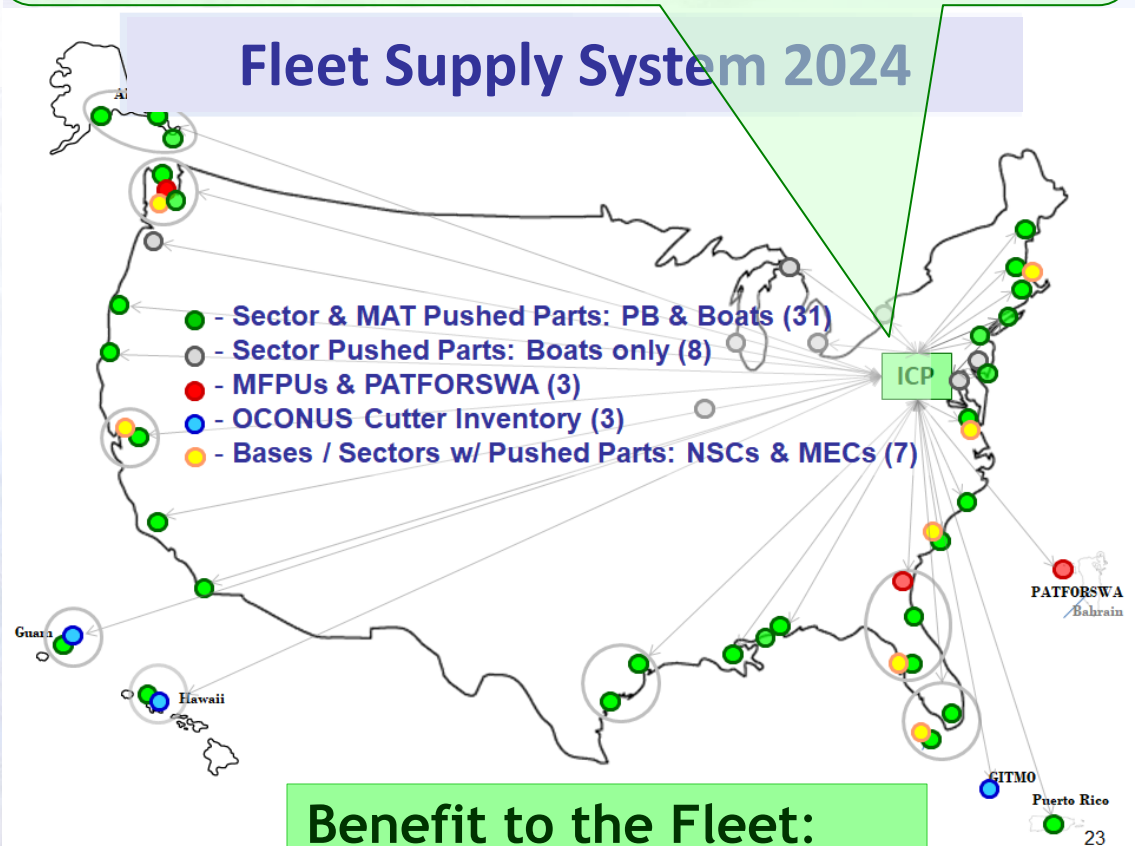 Fleet Supply System 2024
- Sector & MAT Pushed Parts: PB & Boats (31)
- Sector Pushed Parts: Boats only (8)
- MFPUs & PATFORSWA (3)
- OCONUS Cutter Inventory (3)
- Bases / Sectors w/ Pushed Parts: NSCs & MECs (7)
ICP
PATFORSWA
Bahrain
Guam
Hawaii
GITMO
Puerto Rico
Benefit to the Fleet:
23